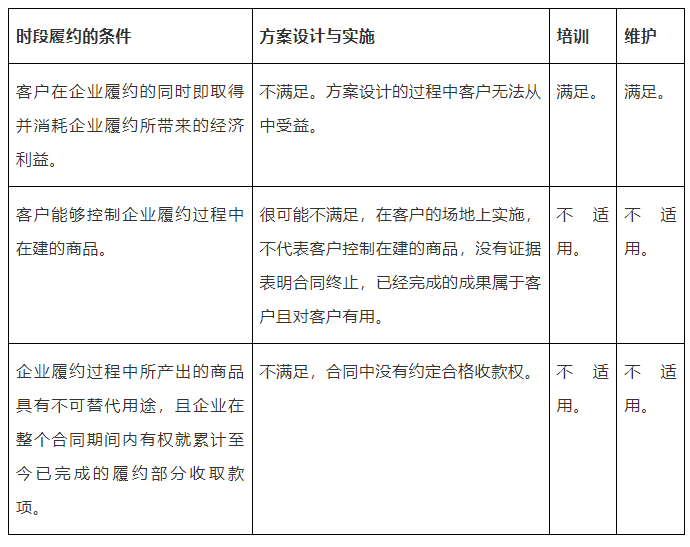 时段履约的条件
方案设计与实施
培训
维护
客户在企业履约的同时即取得
并消耗企业履约所带来的经济
利益。
不满足。方案设计的过程中客户无法从
中受益。
满足。
满足。
客户能够控制企业履约过程中
在建的商品。
很可能不满足，在客户的场地上实施，
不代表客户控制在建的商品，没有证据
表明合同终止，已经完成的成果属于客
户且对客户有用。
不适
用。
不适
用。
企业履约过程中所产出的商品
具有不可替代用途，且企业在
整个合同期间内有权就累计至
今已完成的履约部分收取款
项。
不满足，合同中没有约定合格收款权。
不适
用。
不适
用。